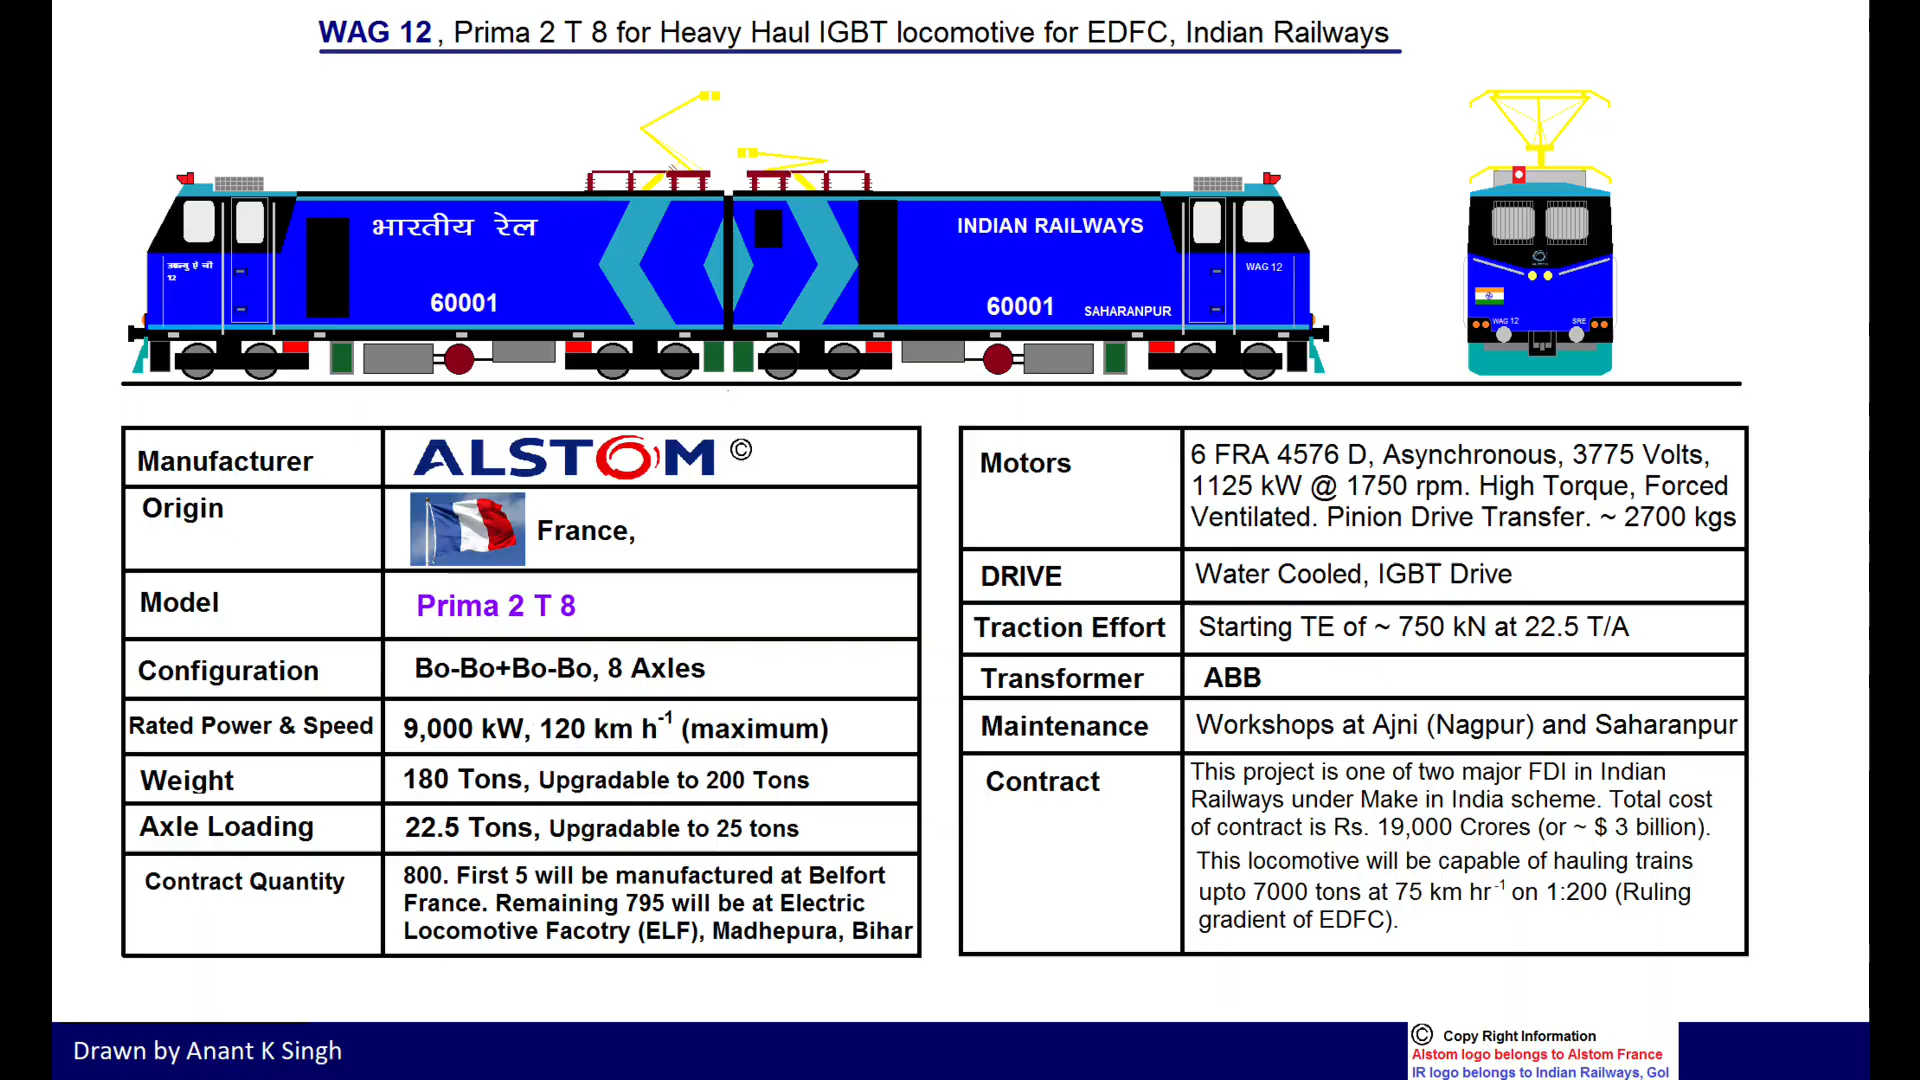 WAG 12, Prima 2 T 8 for Heavy Haul IGBT locomotive for EDFC, Indian Railways
भारतीय रेल
INDIAN RAILWAYS
12
WAG 12
60001
60001
SAHARANPUR
WAG 12
SRE
Manufacturer
ALSTOM ©
Origin
France,
Model
Prima 2 T 8
Configuration
Bo-Bo+Bo-Bo, 8 Axles
Rated Power & Speed
9,000 kW, 120 km h-1 (maximum)
Weight
180 Tons, Upgradable to 200 Tons
Axle Loading
22.5 Tons, Upgradable to 25 tons
Contract Quantity
800. First 5 will be manufactured at Belfort
France. Remaining 795 will be at Electric
Locomotive Facotry (ELF), Madhepura, Bihar
Motors
6 FRA 4576 D, Asynchronous, 3775 Volts,
1125 kW @ 1750 rpm. High Torque, Forced
Ventilated. Pinion Drive Transfer. ~ 2700 kgs
DRIVE
Water Cooled, IGBT Drive
Traction Effort
Starting TE of ~ 750 kN at 22.5 T/A
Transformer
ABB
Maintenance
Workshops at Ajni (Nagpur) and Saharanpur
Contract
This project is one of two major FDI in Indian
Railways under Make in India scheme. Total cost
of contract is Rs. 19,000 Crores (or ~ $ 3 billion).
This locomotive will be capable of hauling trains
upto 7000 tons at 75 km hr-1 on 1:200 (Ruling
gradient of EDFC).
Drawn by Anant K Singh
© Copy Right Information
Alstom logo belongs to Alstom France
IR logo belongs to Indian Railways, GoI